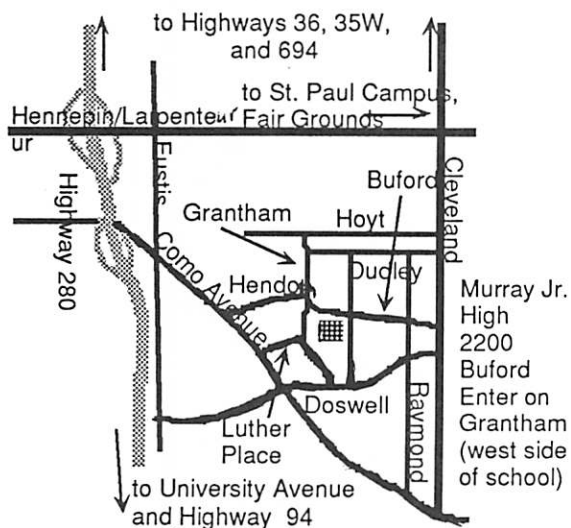 to Highways 36, 35W,
and 694
to St. Paul Campus,
Fair Grounds
Hennepin/Larpenteur
ur
Eustis
Cleveland
Buford
Grantham
Hoyt
Highway 280
Como Avenue
Hendon
Dudley
Murray Jr.
High
2200
Buford
Enter on
Grantham
(west side
of school)
Raymond
Doswell
Luther
Place
to University Avenue
and Highway 94